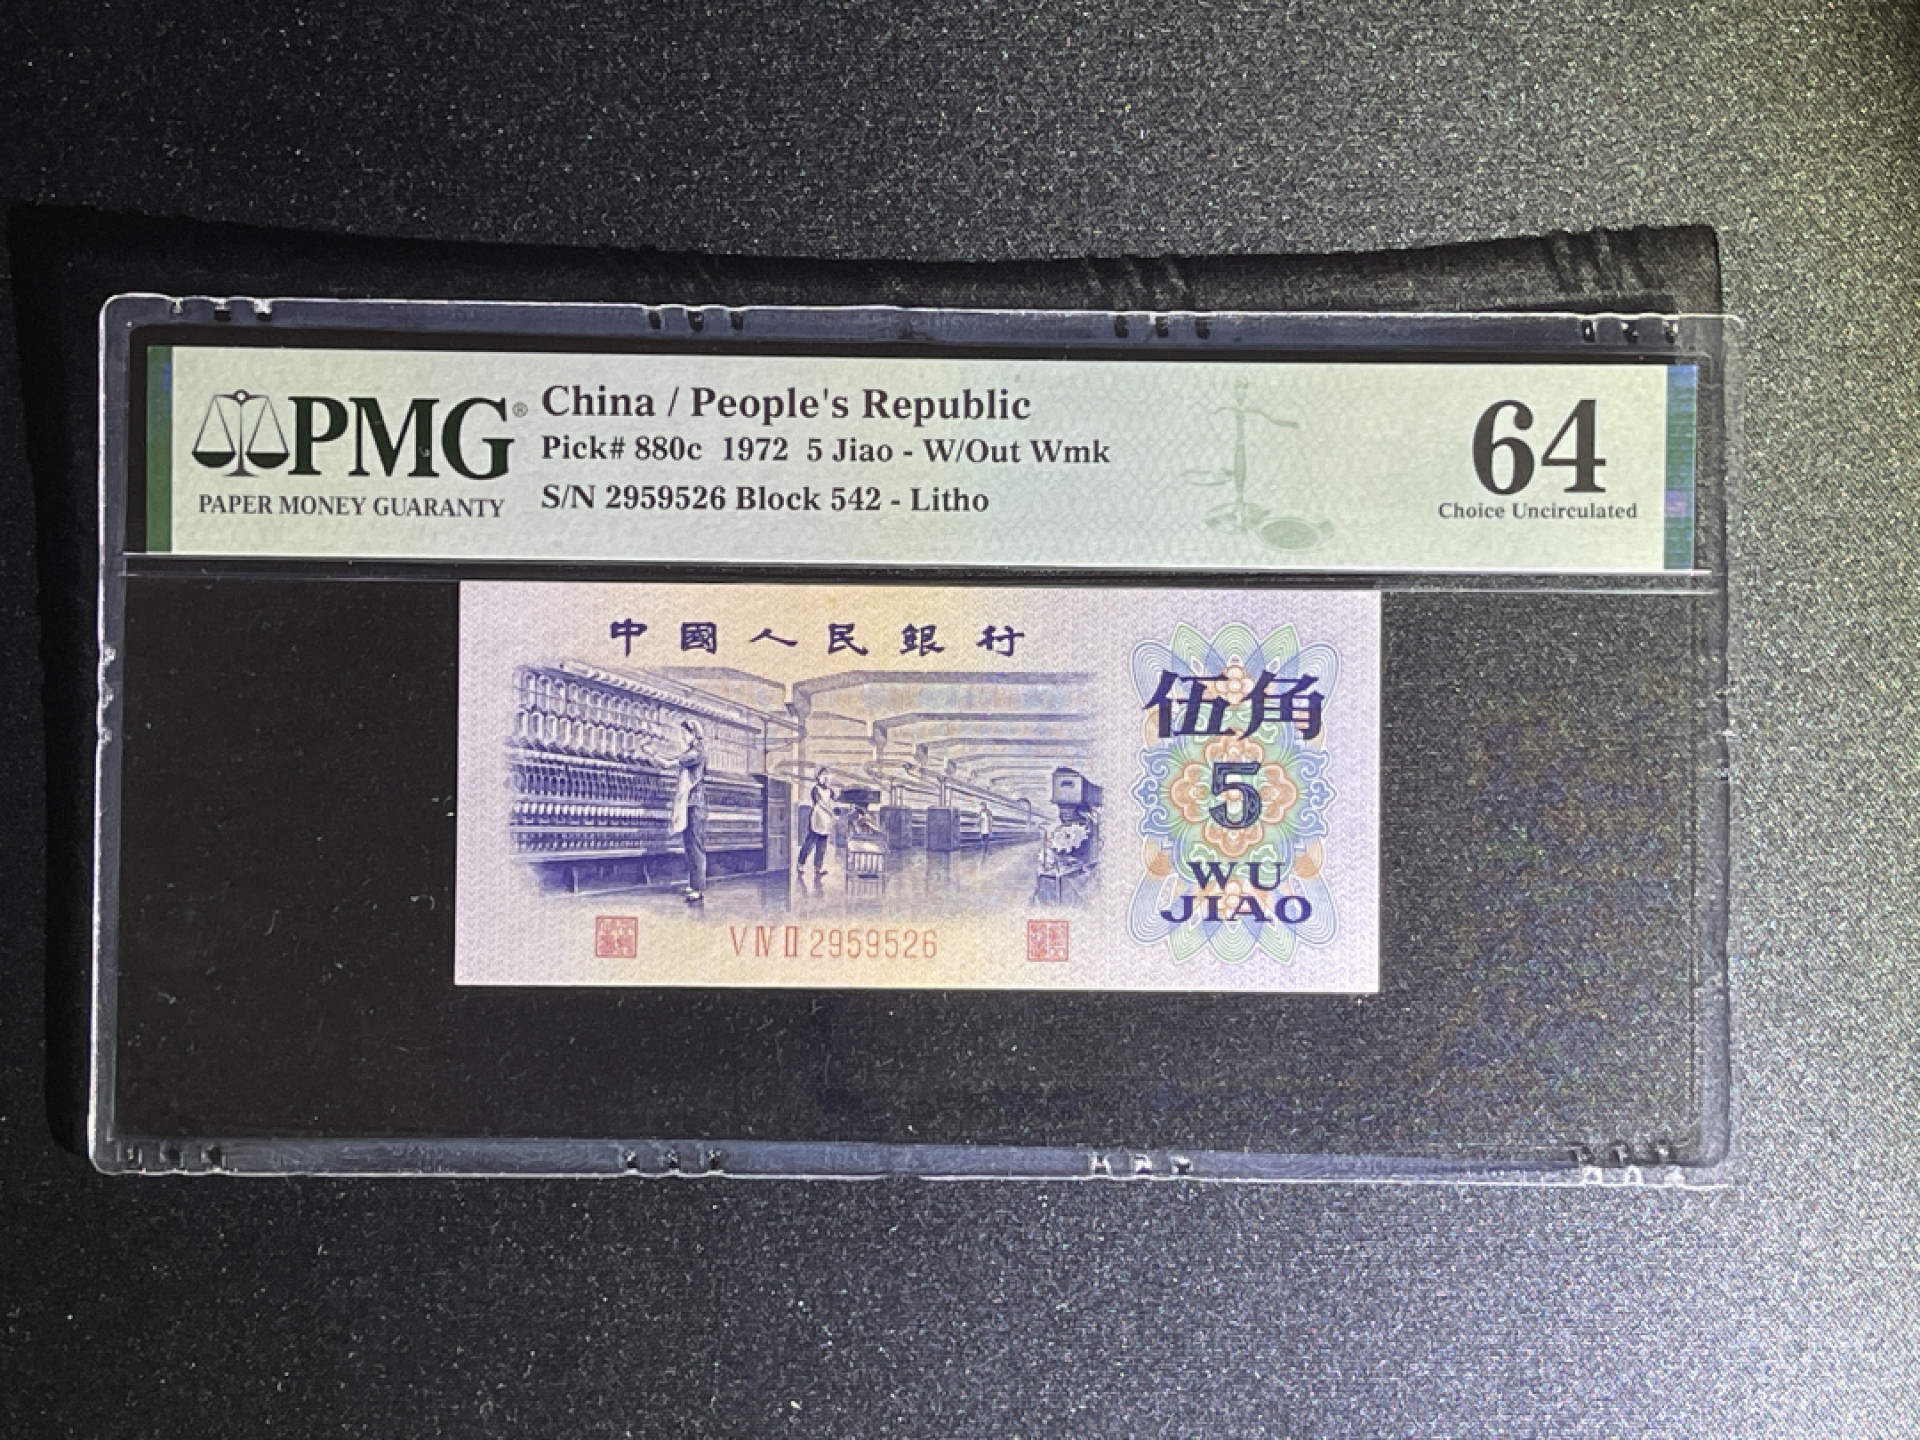 PMG®
PAPER MONEY GUARANTY
China / People's Republic
Pick# 880c 1972 5 Jiao - W/Out Wmk
S/N 2959526 Block 542 - Litho
64
Choice Uncirculated
中國人民銀行
伍角
5
WU
JIAO
V IV II 2959526